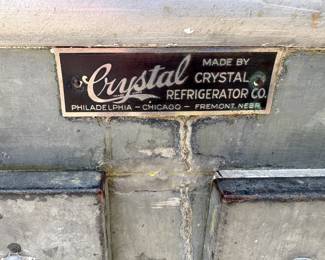 Crystal
MADE BY
CRYSTAL
REFRIGERATOR CO.
PHILADELPHIA - CHICAGO - FREMONT, NEBR.